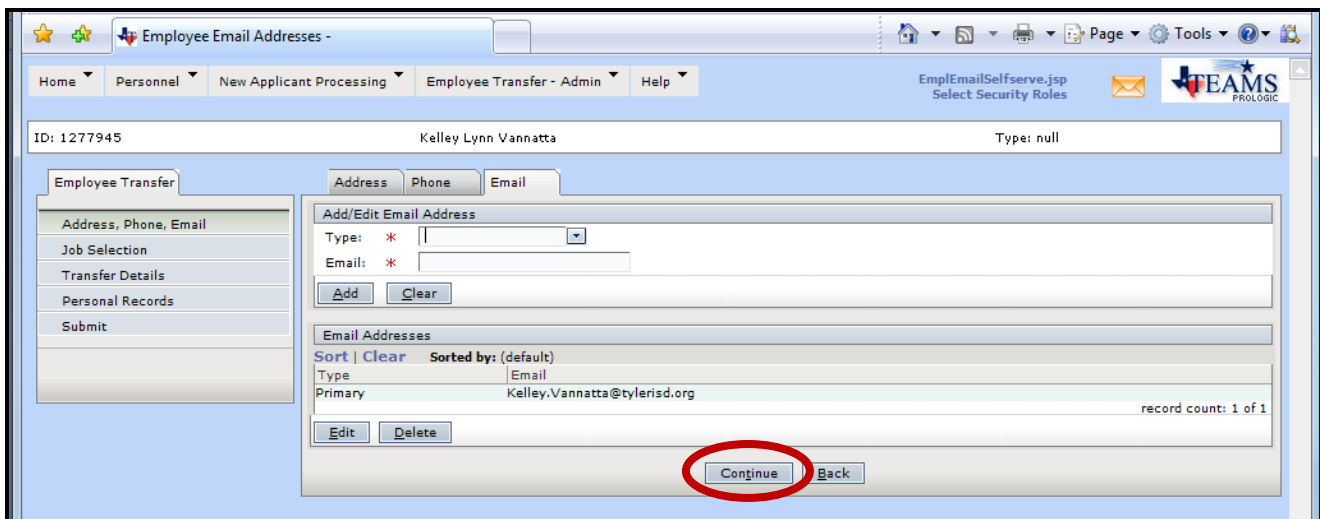 Employee Email Addresses - Page Tools
Home Personnel New Applicant Processing Employee Transfer - Admin Help EmplEmailSelfserve.jsp
Select Security Roles
TEAMS
PROLOGIC
ID: 1277945 Kelley Lynn Vannatta Type: null
Employee Transfer
Address, Phone, Email
Job Selection
Transfer Details
Personal Records
Submit
Address Phone Email
Add/Edit Email Address
Type: *
Email: *
Add Clear
Email Addresses
Sort | Clear Sorted by: (default)
Type Email
Primary Kelley.Vannatta@tylerisd.org
record count: 1 of 1
Edit Delete
Continue Back